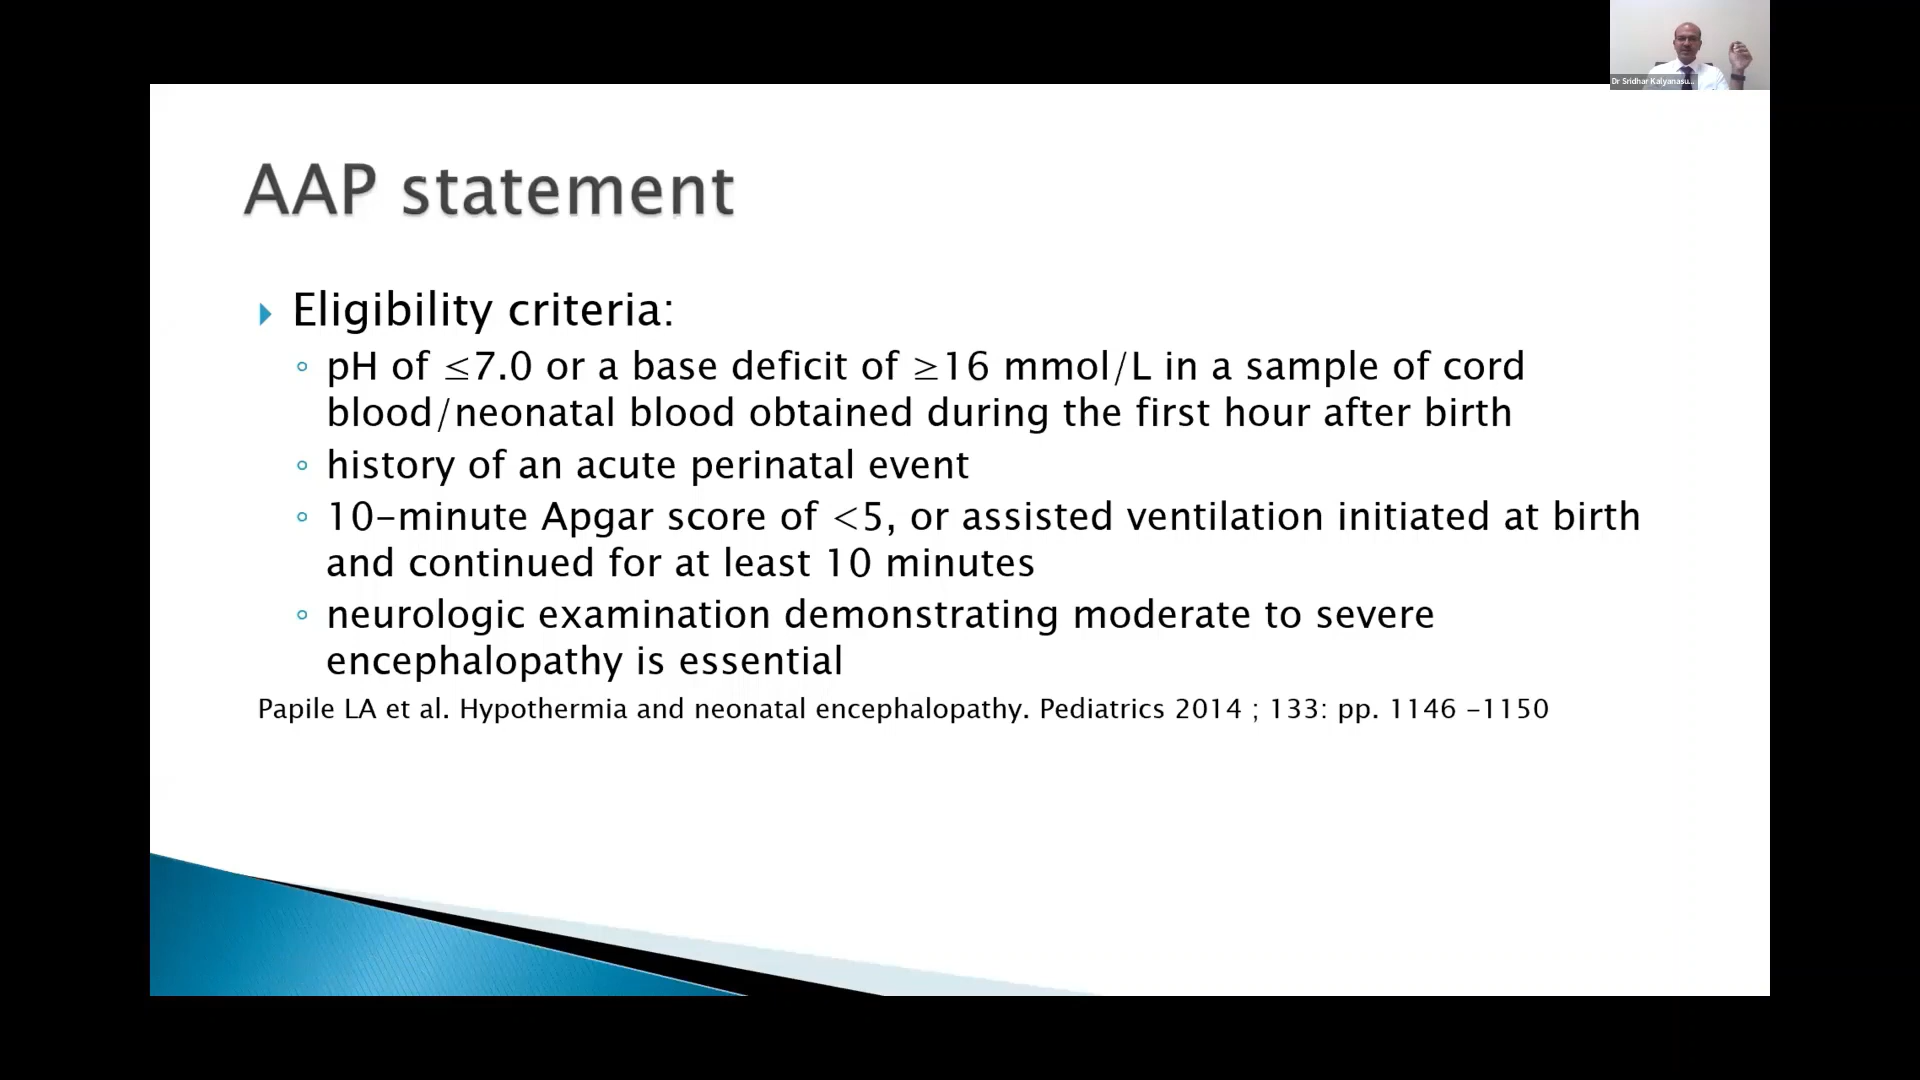 Dr Sridhar Kalyanasu...
AAP statement
Eligibility criteria:
pH of ≤7.0 or a base deficit of ≥16 mmol/L in a sample of cord
blood/neonatal blood obtained during the first hour after birth
history of an acute perinatal event
10-minute Apgar score of <5, or assisted ventilation initiated at birth
and continued for at least 10 minutes
neurologic examination demonstrating moderate to severe
encephalopathy is essential
Papile LA et al. Hypothermia and neonatal encephalopathy. Pediatrics 2014 ; 133: pp. 1146 -1150